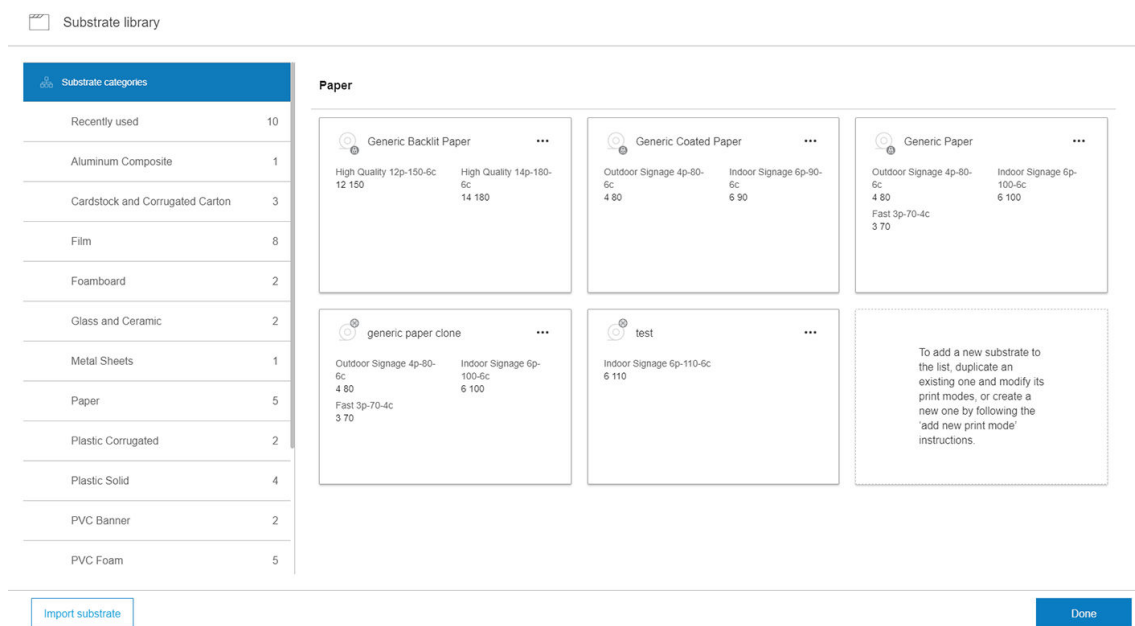 Substrate library
Substrate categories
Recently used 10
Aluminum Composite 1
Cardstock and Corrugated Carton 3
Film 8
Foamboard 2
Glass and Ceramic 2
Metal Sheets 1
Paper 5
Plastic Corrugated 2
Plastic Solid 4
PVC Banner 2
PVC Foam 5
Paper
Generic Backlit Paper
High Quality 12p-150-6c
12 150
High Quality 14p-180-
6c
14 180
Generic Coated Paper
Outdoor Signage 4p-80-
6c
4 80
Indoor Signage 6p-90-
6c
6 90
Generic Paper
Outdoor Signage 4p-80-
6c
4 80
Indoor Signage 6p-
100-6c
6 100
Fast 3p-70-4c
3 70
generic paper clone
Outdoor Signage 4p-80-
6c
4 80
Indoor Signage 6p-
100-6c
6 100
Fast 3p-70-4c
3 70
test
Indoor Signage 6p-110-6c
6 110
To add a new substrate to
the list, duplicate an
existing one and modify its
print modes, or create a
new one by following the
'add new print mode'
instructions.
Import substrate
Done